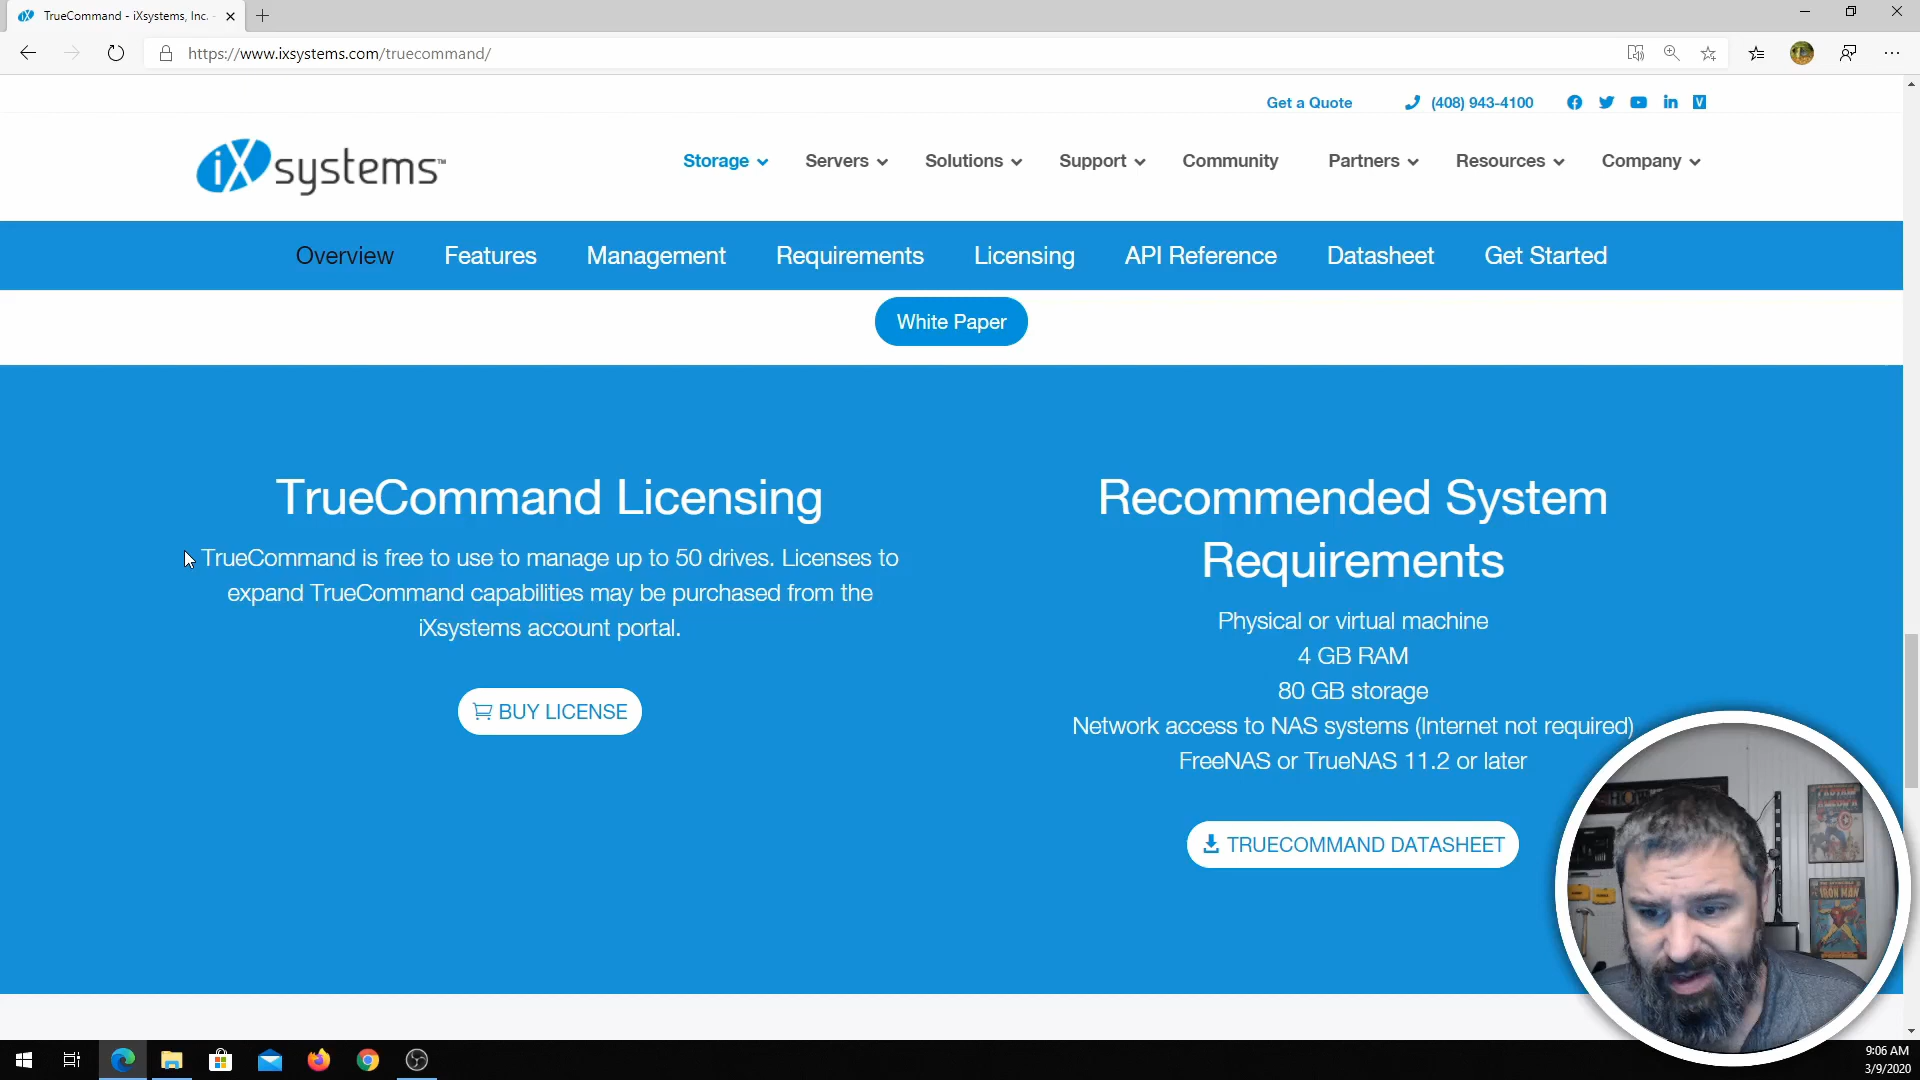 TrueCommand - iXsystems, Inc. -
https://www.ixsystems.com/truecommand/
Get a Quote
(408) 943-4100
iXsystems™
Storage
Servers
Solutions
Support
Community
Partners
Resources
Company
Overview
Features
Management
Requirements
Licensing
API Reference
Datasheet
Get Started
White Paper
TrueCommand Licensing
TrueCommand is free to use to manage up to 50 drives. Licenses to
expand TrueCommand capabilities may be purchased from the
iXsystems account portal.
BUY LICENSE
Recommended System
Requirements
Physical or virtual machine
4 GB RAM
80 GB storage
Network access to NAS systems (Internet not required)
FreeNAS or TrueNAS 11.2 or later
TRUECOMMAND DATASHEET
CAPTAIN
AMERICA
IRON MAN
9:06 AM
3/9/2020